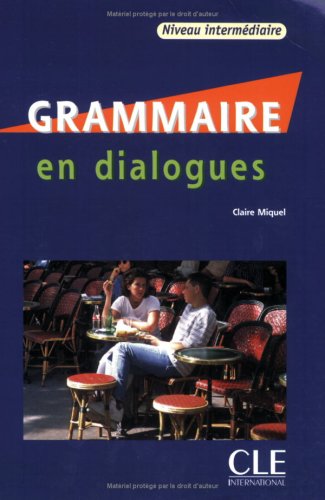 Matériel protégé par le droit d'auteur
Niveau intermédiaire
GRAMMAIRE
en dialogues
Claire Miquel
CLE
INTERNATIONAL
Matériel protégé par le droit d'auteur